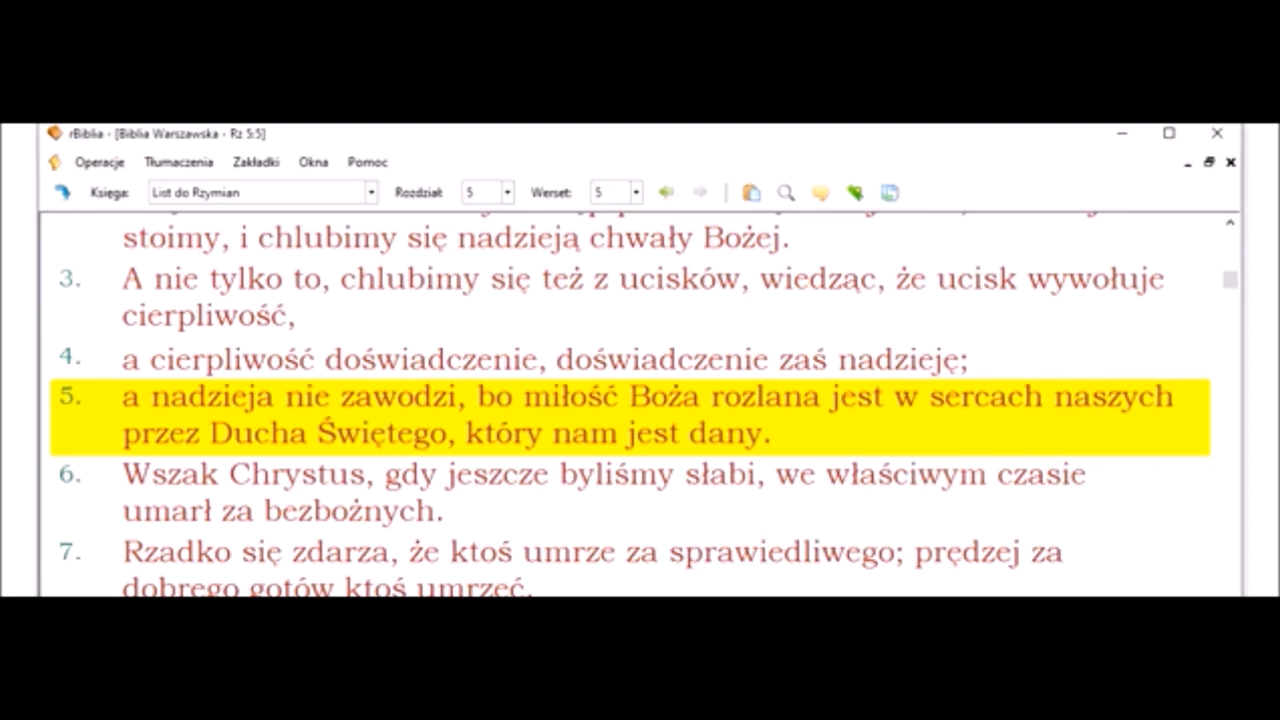 rBiblia - [Biblia Warszawska - Rz 5:5]
Operacje Tłumaczenia Zakładki Okna Pomoc
Księga: List do Rzymian Rozdział: 5 Werset: 5
stoimy, i chlubimy się nadzieją chwały Bożej.
3. A nie tylko to, chlubimy się też z ucisków, wiedząc, że ucisk wywołuje
cierpliwość,
4. a cierpliwość doświadczenie, doświadczenie zaś nadzieję;
5. a nadzieja nie zawodzi, bo miłość Boża rozlana jest w sercach naszych
przez Ducha Świętego, który nam jest dany.
6. Wszak Chrystus, gdy jeszcze byliśmy słabi, we właściwym czasie
umarł za bezbożnych.
7. Rzadko się zdarza, że ktoś umrze za sprawiedliwego; prędzej za
dobrego gotów ktoś umrzeć.